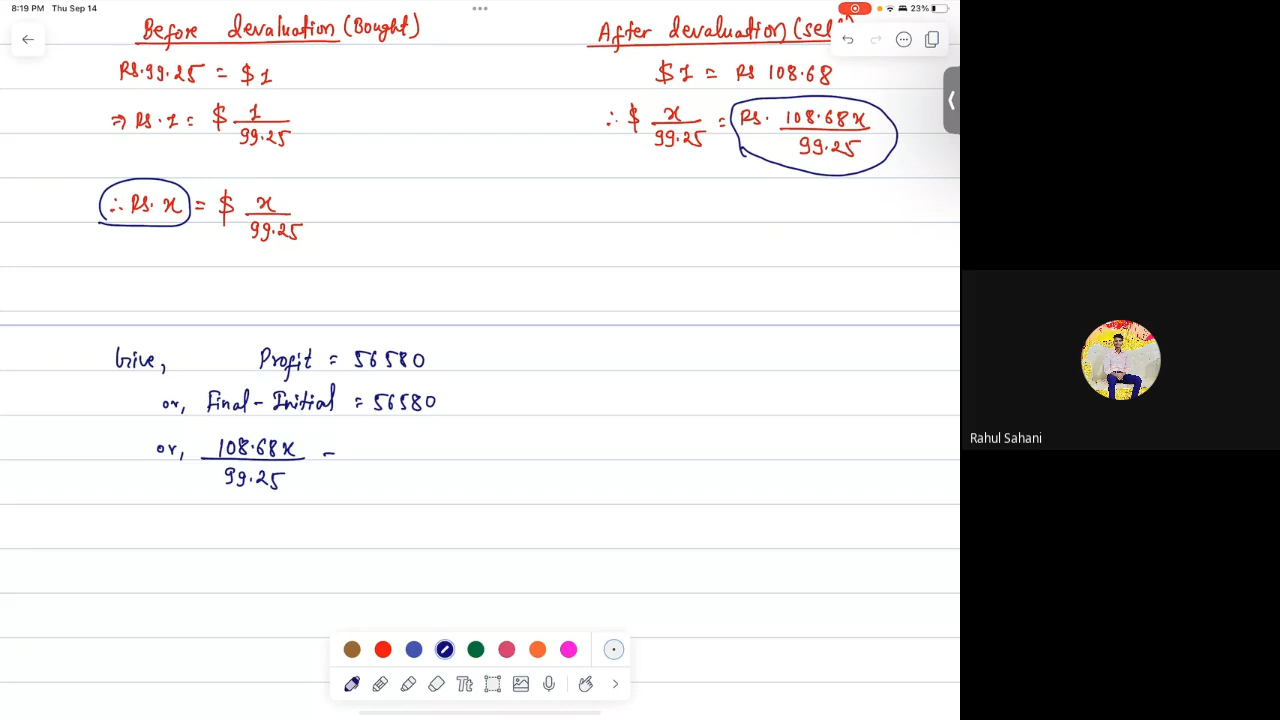 8:19 PM Thu Sep 14
23%
Before devaluation (Bought)
After devaluation (sel
Rs. 99.25 = $1
$1 = Rs 108.68
⇒ Rs. 1 = $ 1/99.25
∴ $ x/99.25 = Rs. 108.68x/99.25
∴ Rs. x = $ x/99.25
Profit = 56580
or, Final - Initial = 56580
or, 108.68x/99.25 -
Tt
Rahul Sahani